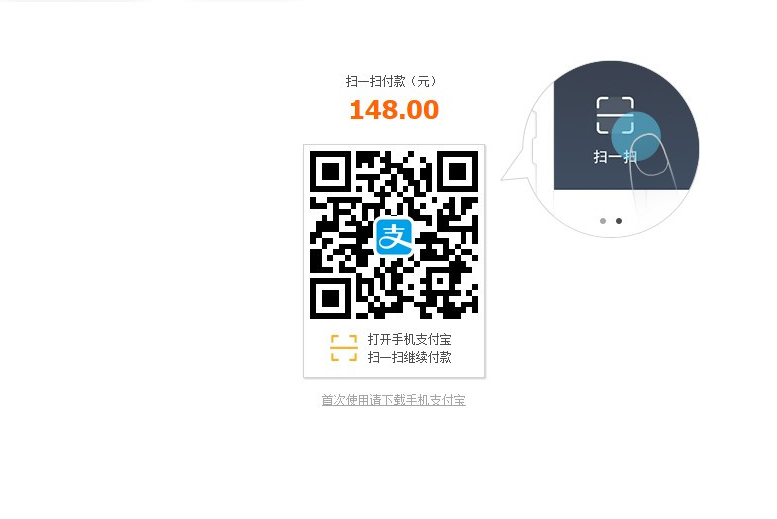 扫一扫付款（元）
148.00
扫一扫
支
打开手机支付宝
扫一扫继续付款
首次使用请下载手机支付宝